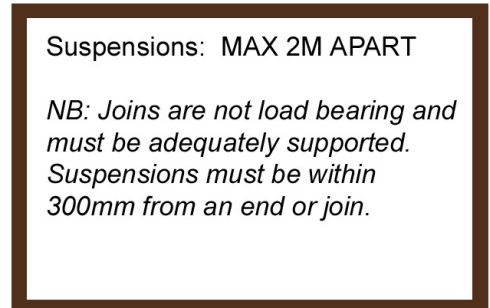 Suspensions:  MAX 2M APART
NB: Joins are not load bearing and
must be adequately supported.
Suspensions must be within
300mm from an end or join.